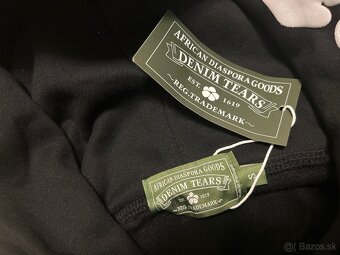 AFRICAN DIASPORA GOODS
DENIM TEARS
EST. 1619
~REG. TRADEMARK~
AFRICAN DIASPORA GOODS
DENIM TEARS
EST 1619
~REG TRADEMARK~
S
Bazos.sk